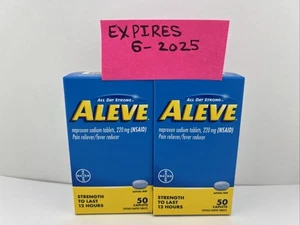 EXPIRES
6-2025
ALL DAY STRONG
ALEVE
naproxen sodium tablets, 220 mg (NSAID)
Pain reliever/fever reducer
BAYER
STRENGTH
TO LAST
12 HOURS
50
CAPLETS
ALL DAY STRONG
ALEVE
naproxen sodium tablets, 220 mg (NSAID)
Pain reliever/fever reducer
BAYER
STRENGTH
TO LAST
12 HOURS
50
CAPLETS